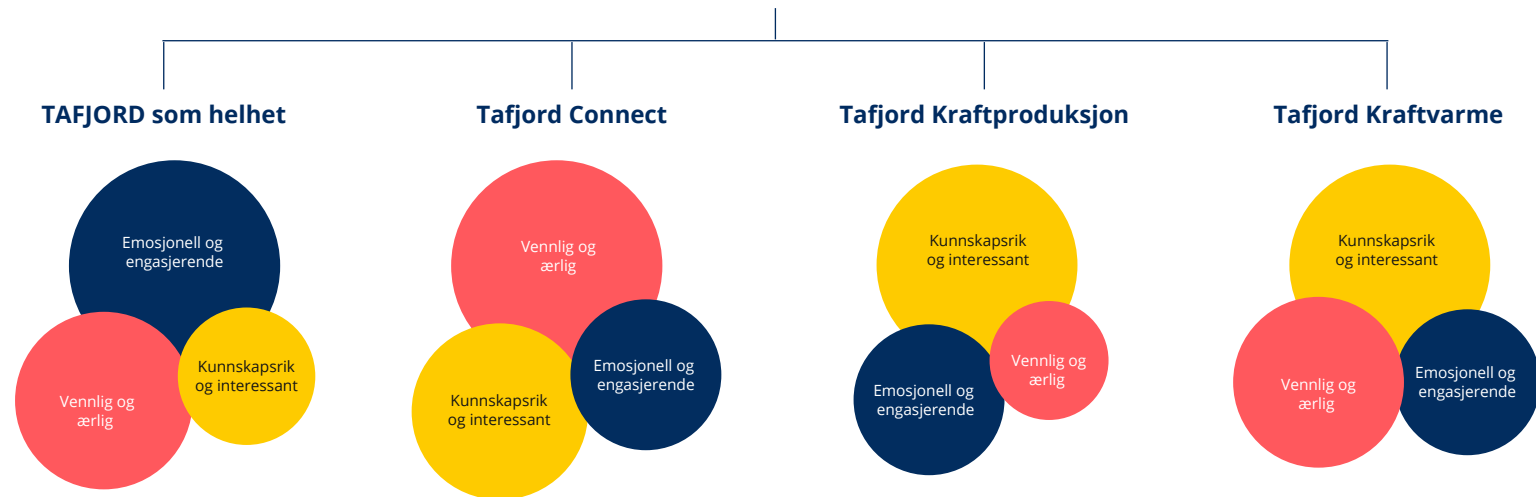 TAFJORD som helhet
Emosjonell og
engasjerende
Vennlig og
ærlig
Kunnskapsrik
og interessant
Tafjord Connect
Vennlig og
ærlig
Kunnskapsrik
og interessant
Emosjonell og
engasjerende
Tafjord Kraftproduksjon
Kunnskapsrik
og interessant
Emosjonell og
engasjerende
Vennlig og
ærlig
Tafjord Kraftvarme
Kunnskapsrik
og interessant
Vennlig og
ærlig
Emosjonell og
engasjerende